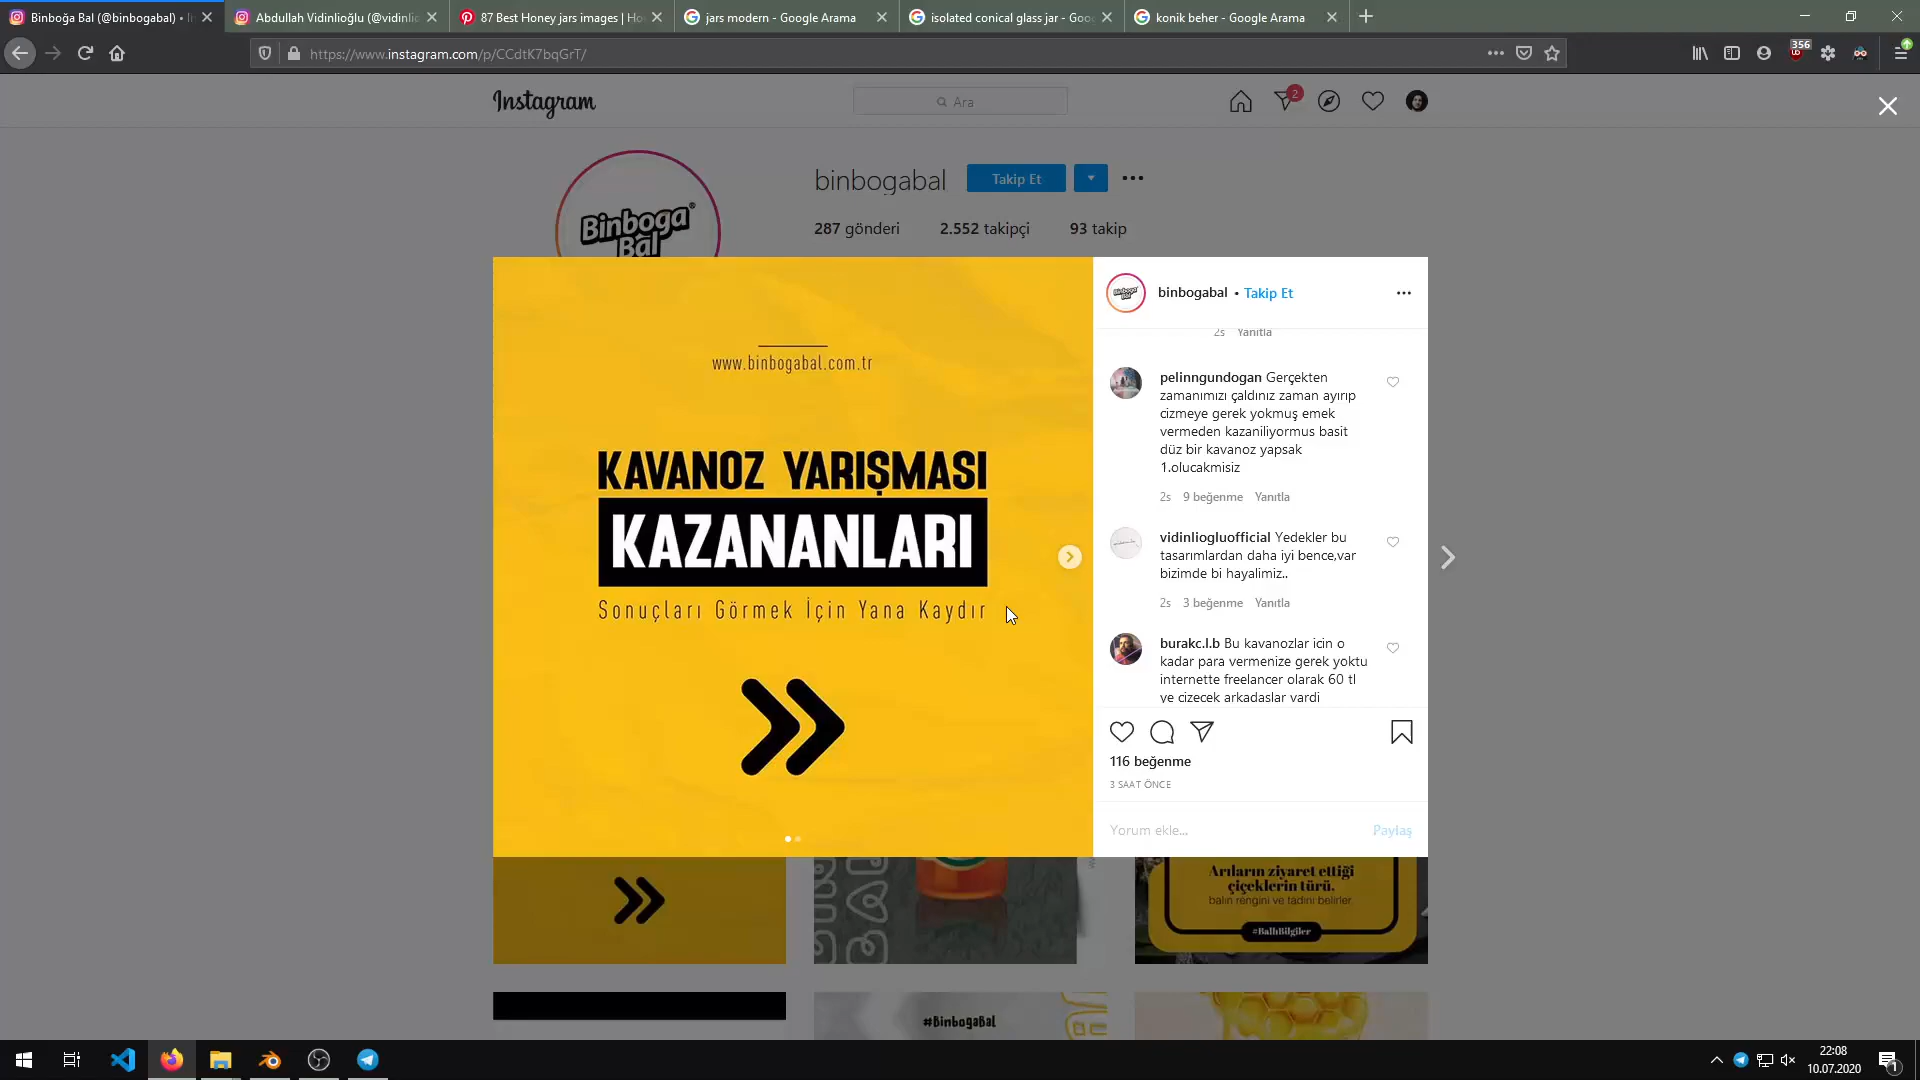 Binboğa Bal (@binbogabal) • I
Abdullah Vidinlioğlu (@vidinlic
87 Best Honey jars images | Ho
jars modern - Google Arama
isolated conical glass jar - Goo
konik beher - Google Arama
https://www.instagram.com/p/CCdtK7bqGrT/
356
Instagram
Ara
2
binbogabal
Takip Et
287 gönderi
2.552 takipçi
93 takip
Binboga
Bal
www.binbogabal.com.tr
KAVANOZ YARIŞMASI
KAZANANLARI
Sonuçları Görmek İçin Yana Kaydır
binbogabal • Takip Et
2s Yanıtla
pelinngundogan Gerçekten
zamanımızı çaldınız zaman ayırıp
cizmeye gerek yokmuş emek
vermeden kazaniliyormus basit
düz bir kavanoz yapsak
1.olucakmisiz
2s 9 beğenme Yanıtla
vidinliogluofficial Yedekler bu
tasarımlardan daha iyi bence,var
bizimde bi hayalimiz..
2s 3 beğenme Yanıtla
burakc.l.b Bu kavanozlar icin o
kadar para vermenize gerek yoktu
internette freelancer olarak 60 tl
ye cizecek arkadaslar vardi
116 beğenme
3 SAAT ÖNCE
Yorum ekle...
Paylaş
Arıların ziyaret ettiği
çiçeklerin türü,
balın rengini ve tadını belirler.
#BallıBilgiler
#BinbogaBal
22:08
10.07.2020
1